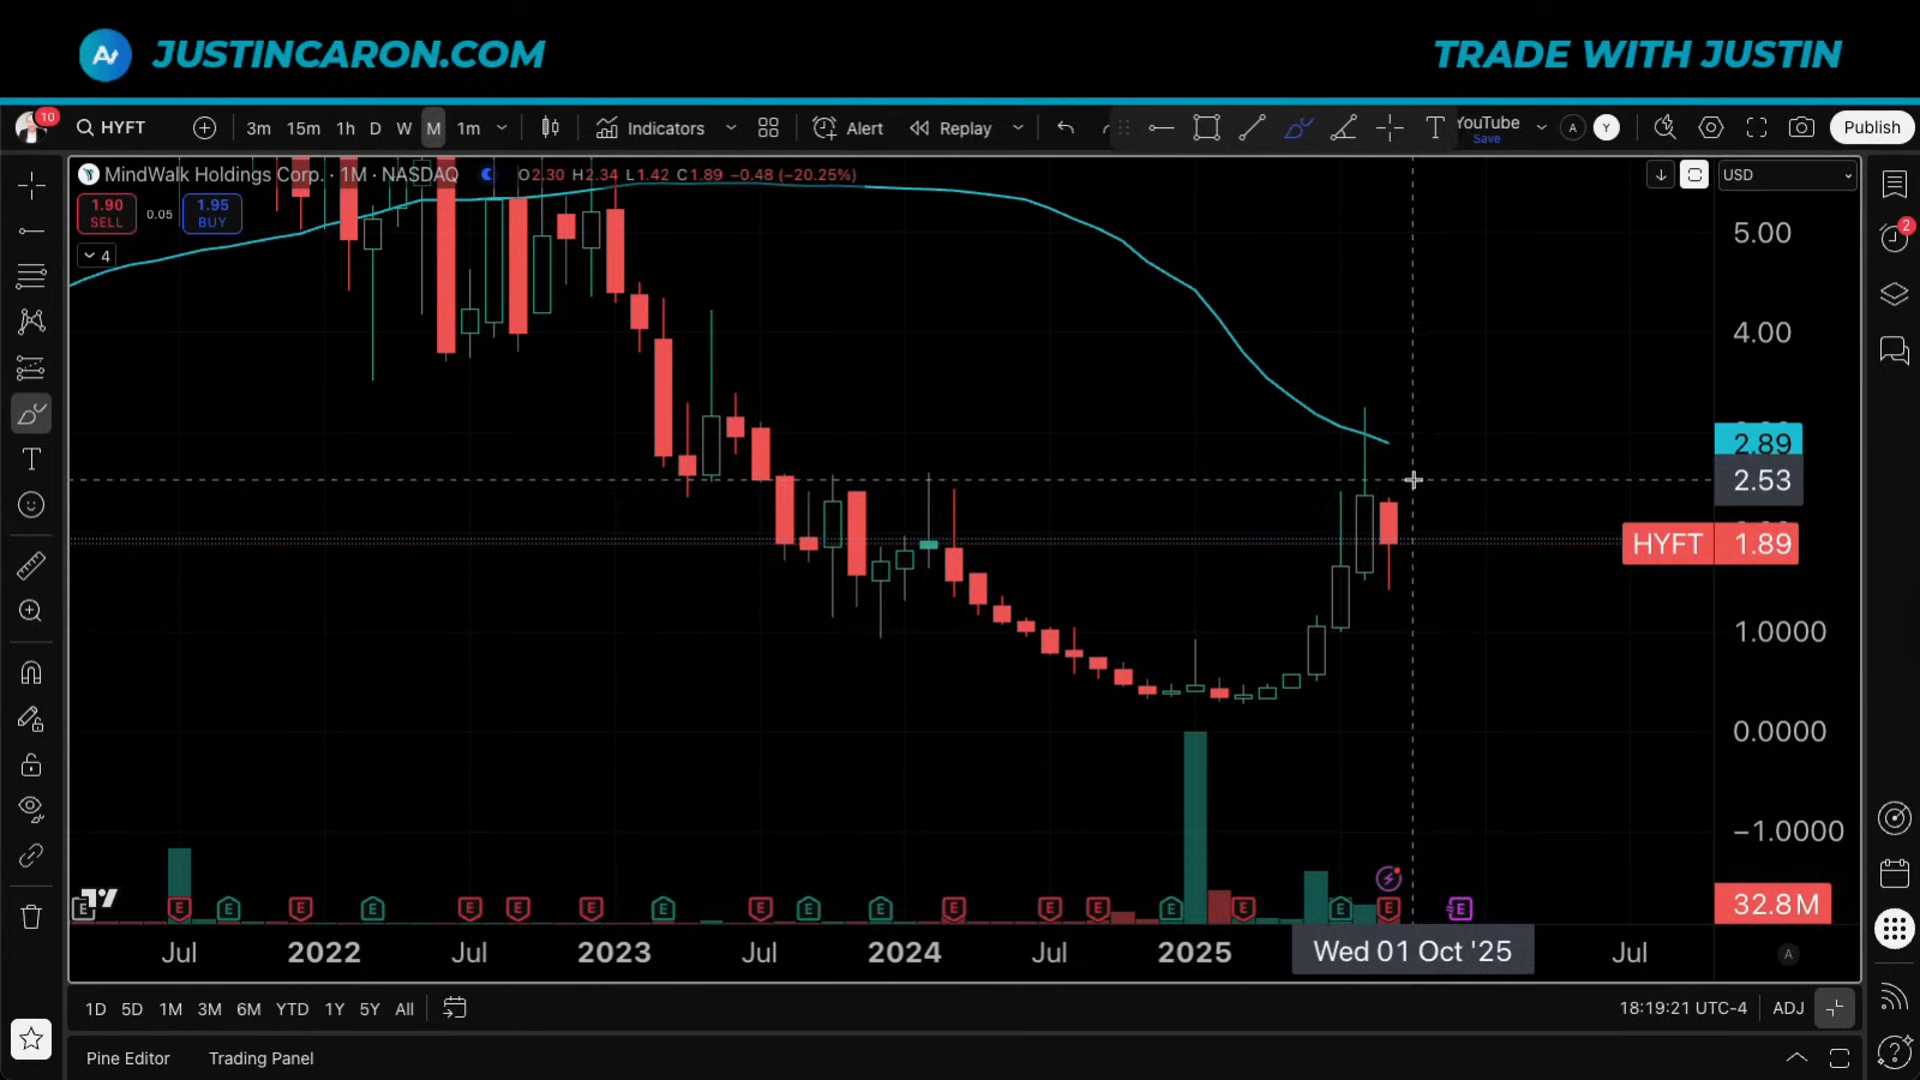 JUSTINCARON.COM
TRADE WITH JUSTIN
10
HYFT
3m 15m 1h D W M 1m
Indicators
Alert
Replay
YouTube
Save
A
Y
Publish
MindWalk Holdings Corp. · 1M · NASDAQ
O2.30 H2.34 L1.42 C1.89 −0.48 (−20.25%)
USD
1.90
SELL
0.05
1.95
BUY
4
2
5.00
4.00
2.89
2.53
HYFT 1.89
1.0000
0.0000
−1.0000
32.8M
E E E E E E E E E E E E E E E E E E E
Jul 2022 Jul 2023 Jul 2024 Jul 2025 Wed 01 Oct '25 Jul
A
1D 5D 1M 3M 6M YTD 1Y 5Y All
18:19:21 UTC-4
ADJ
Pine Editor
Trading Panel